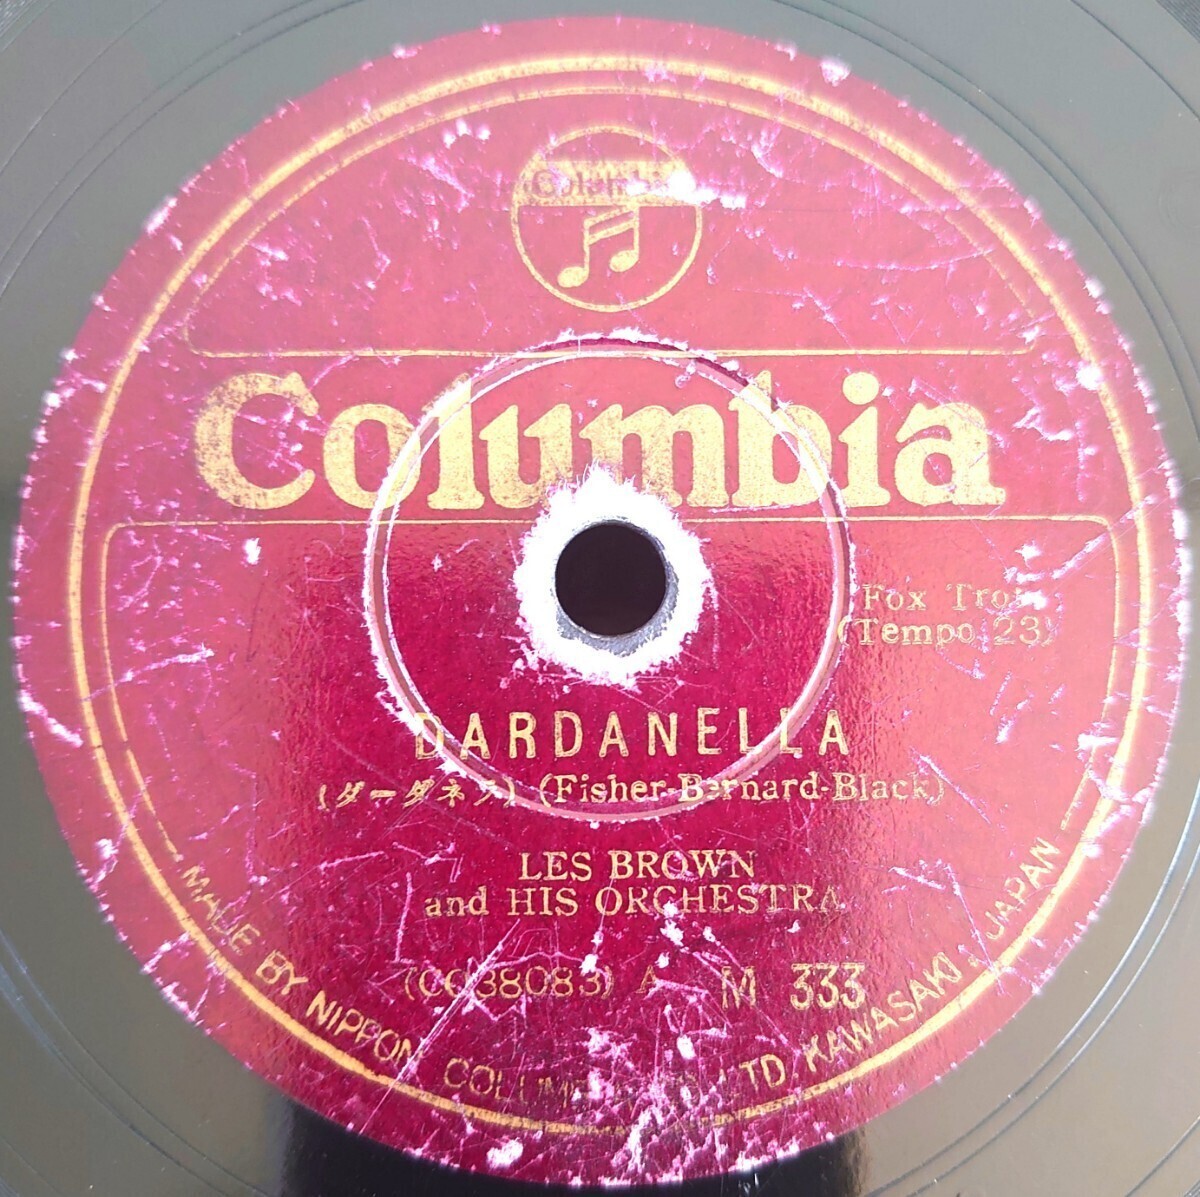 Columbia
Columbia
Fox Trot
(Tempo 23)
DARDANELLA
(ダーダネラ) (Fisher-Bernard-Black)
LES BROWN
and HIS ORCHESTRA
(CO38083) A M 333
MADE BY NIPPON COLUMBIA CO LTD KAWASAKI, JAPAN